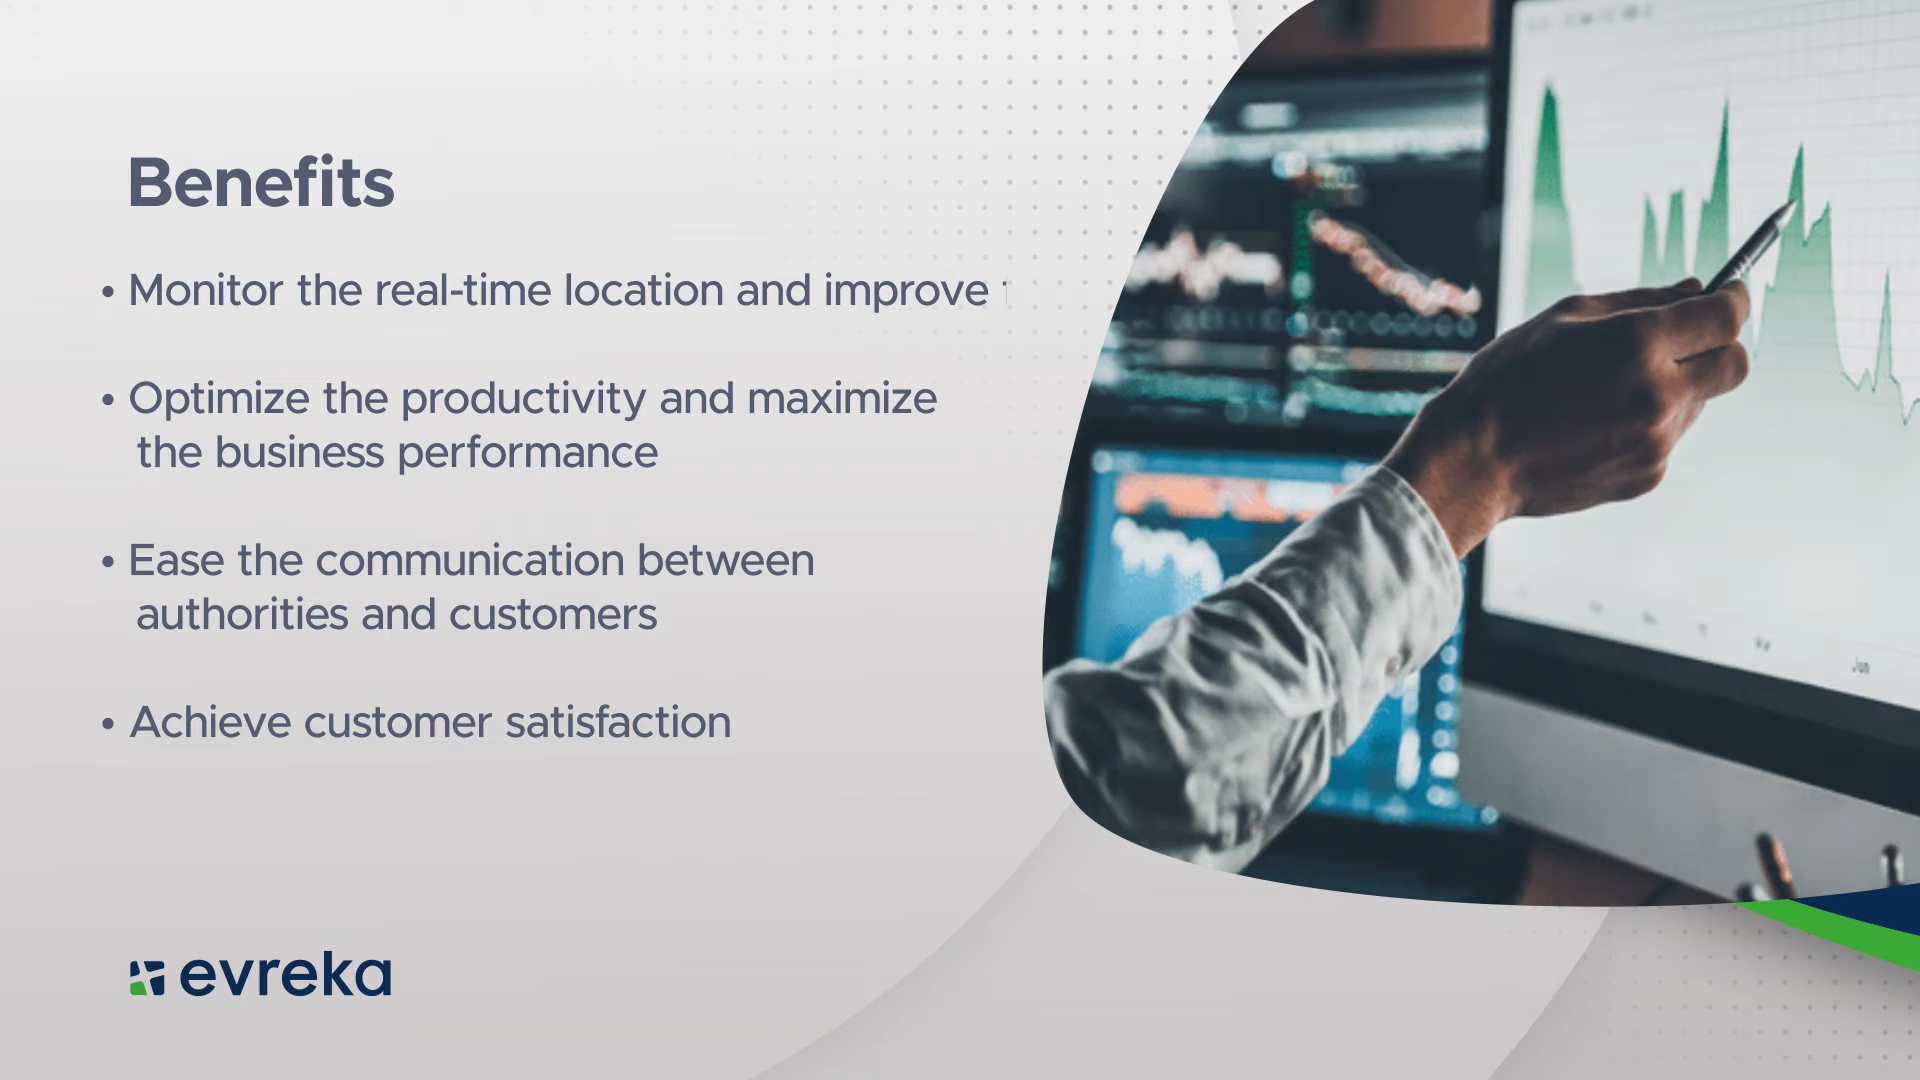 Benefits
• Monitor the real-time location and improve
• Optimize the productivity and maximize
the business performance
• Ease the communication between
authorities and customers
• Achieve customer satisfaction
Jun
evreka